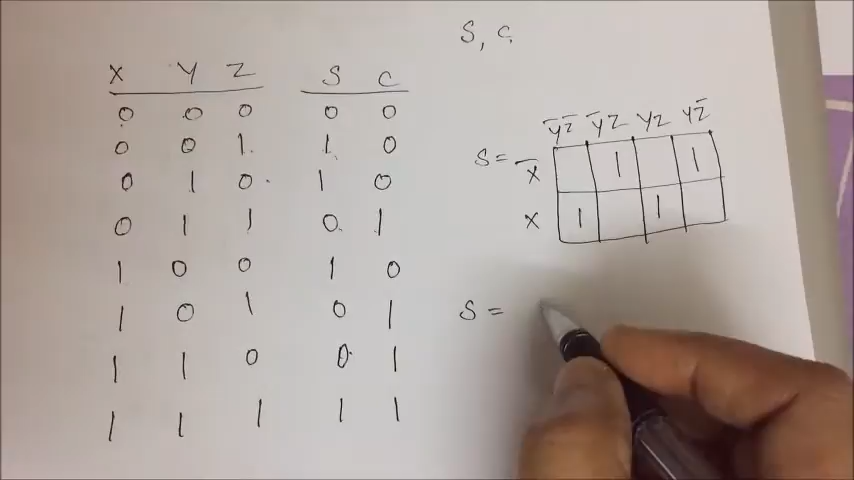 S, C
X Y Z S C
0 0 0 0 0
0 0 1 1 0
0 1 0 1 0
0 1 1 0 1
1 0 0 1 0
1 0 1 0 1
1 1 0 0 1
1 1 1 1 1
Y̅Z̅ Y̅Z YZ YZ̅
S = X̅ 1 1
X 1 1
S =